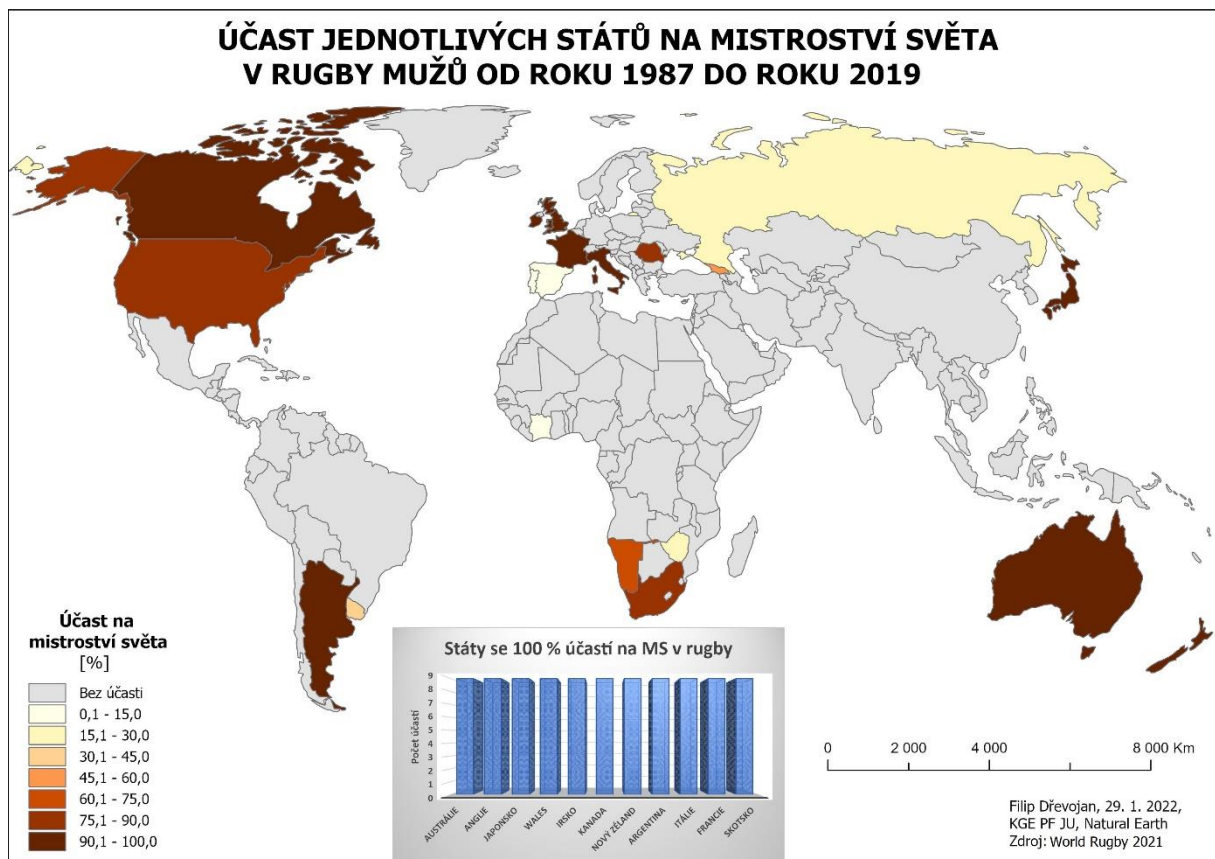 ÚČAST JEDNOTLIVÝCH STÁTŮ NA MISTROSTVÍ SVĚTA
V RUGBY MUŽŮ OD ROKU 1987 DO ROKU 2019
Účast na
mistroství světa
[%]
Bez účasti
0,1 - 15,0
15,1 - 30,0
30,1 - 45,0
45,1 - 60,0
60,1 - 75,0
75,1 - 90,0
90,1 - 100,0
Státy se 100 % účastí na MS v rugby
Počet účastí
9
8
7
6
5
4
3
2
1
0
AUSTRÁLIE
ANGLIE
JAPONSKO
WALES
IRSKO
KANADA
NOVÝ ZÉLAND
ARGENTINA
ITÁLIE
FRANCIE
SKOTSKO
0 2 000 4 000 8 000 Km
Filip Dřevojan, 29. 1. 2022,
KGE PF JU, Natural Earth
Zdroj: World Rugby 2021